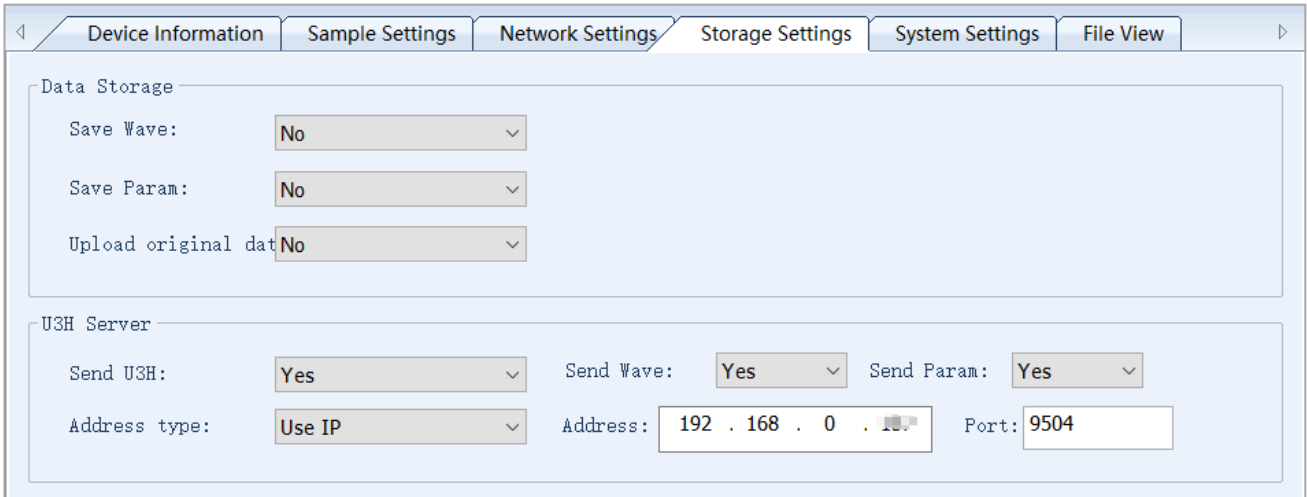 Device Information Sample Settings Network Settings Storage Settings System Settings File View
Data Storage
Save Wave: No
Save Param: No
Upload original dat No
U3H Server
Send U3H: Yes Send Wave: Yes Send Param: Yes
Address type: Use IP Address: 192 . 168 . 0 . Port: 9504